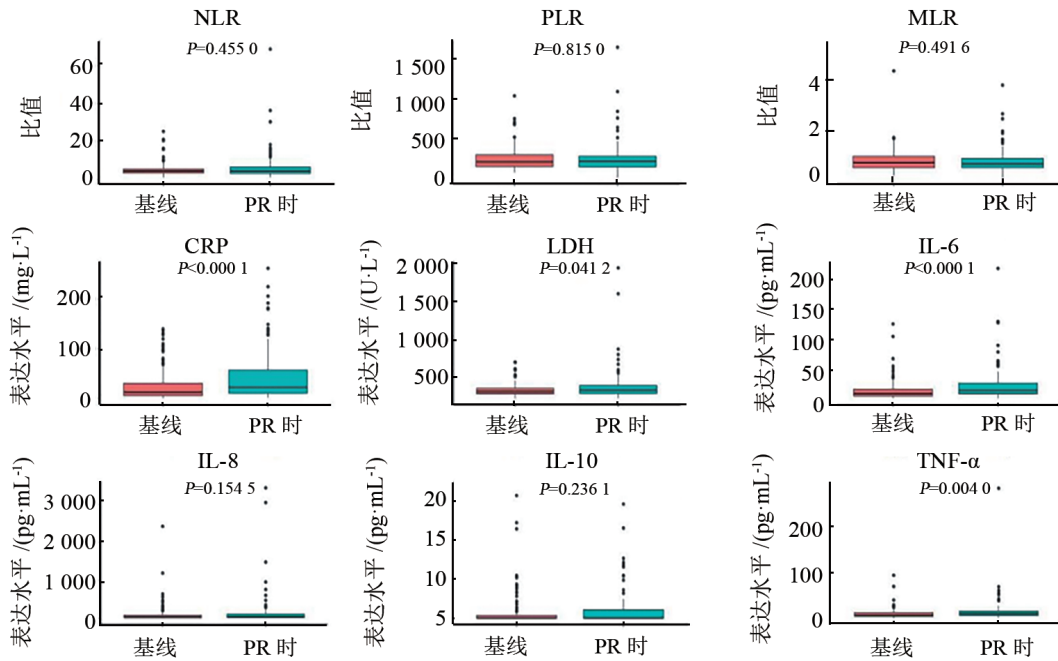 NLR
P=0.455 0
比值
60
40
20
0
基线
PR 时
PLR
P=0.815 0
比值
1 500
1 000
500
0
基线
PR 时
MLR
P=0.491 6
比值
4
2
0
基线
PR 时
CRP
P<0.000 1
表达水平 /(mg·L-1)
200
100
0
基线
PR 时
LDH
P=0.041 2
表达水平 /(U·L-1)
2 000
1 500
1 000
500
基线
PR 时
IL-6
P<0.000 1
表达水平 /(pg·mL-1)
200
150
100
50
0
基线
PR 时
IL-8
P=0.154 5
表达水平 /(pg·mL-1)
3 000
2 000
1 000
0
基线
PR 时
IL-10
P=0.236 1
表达水平 /(pg·mL-1)
20
15
10
5
基线
PR 时
TNF-α
P=0.004 0
表达水平 /(pg·mL-1)
200
100
0
基线
PR 时